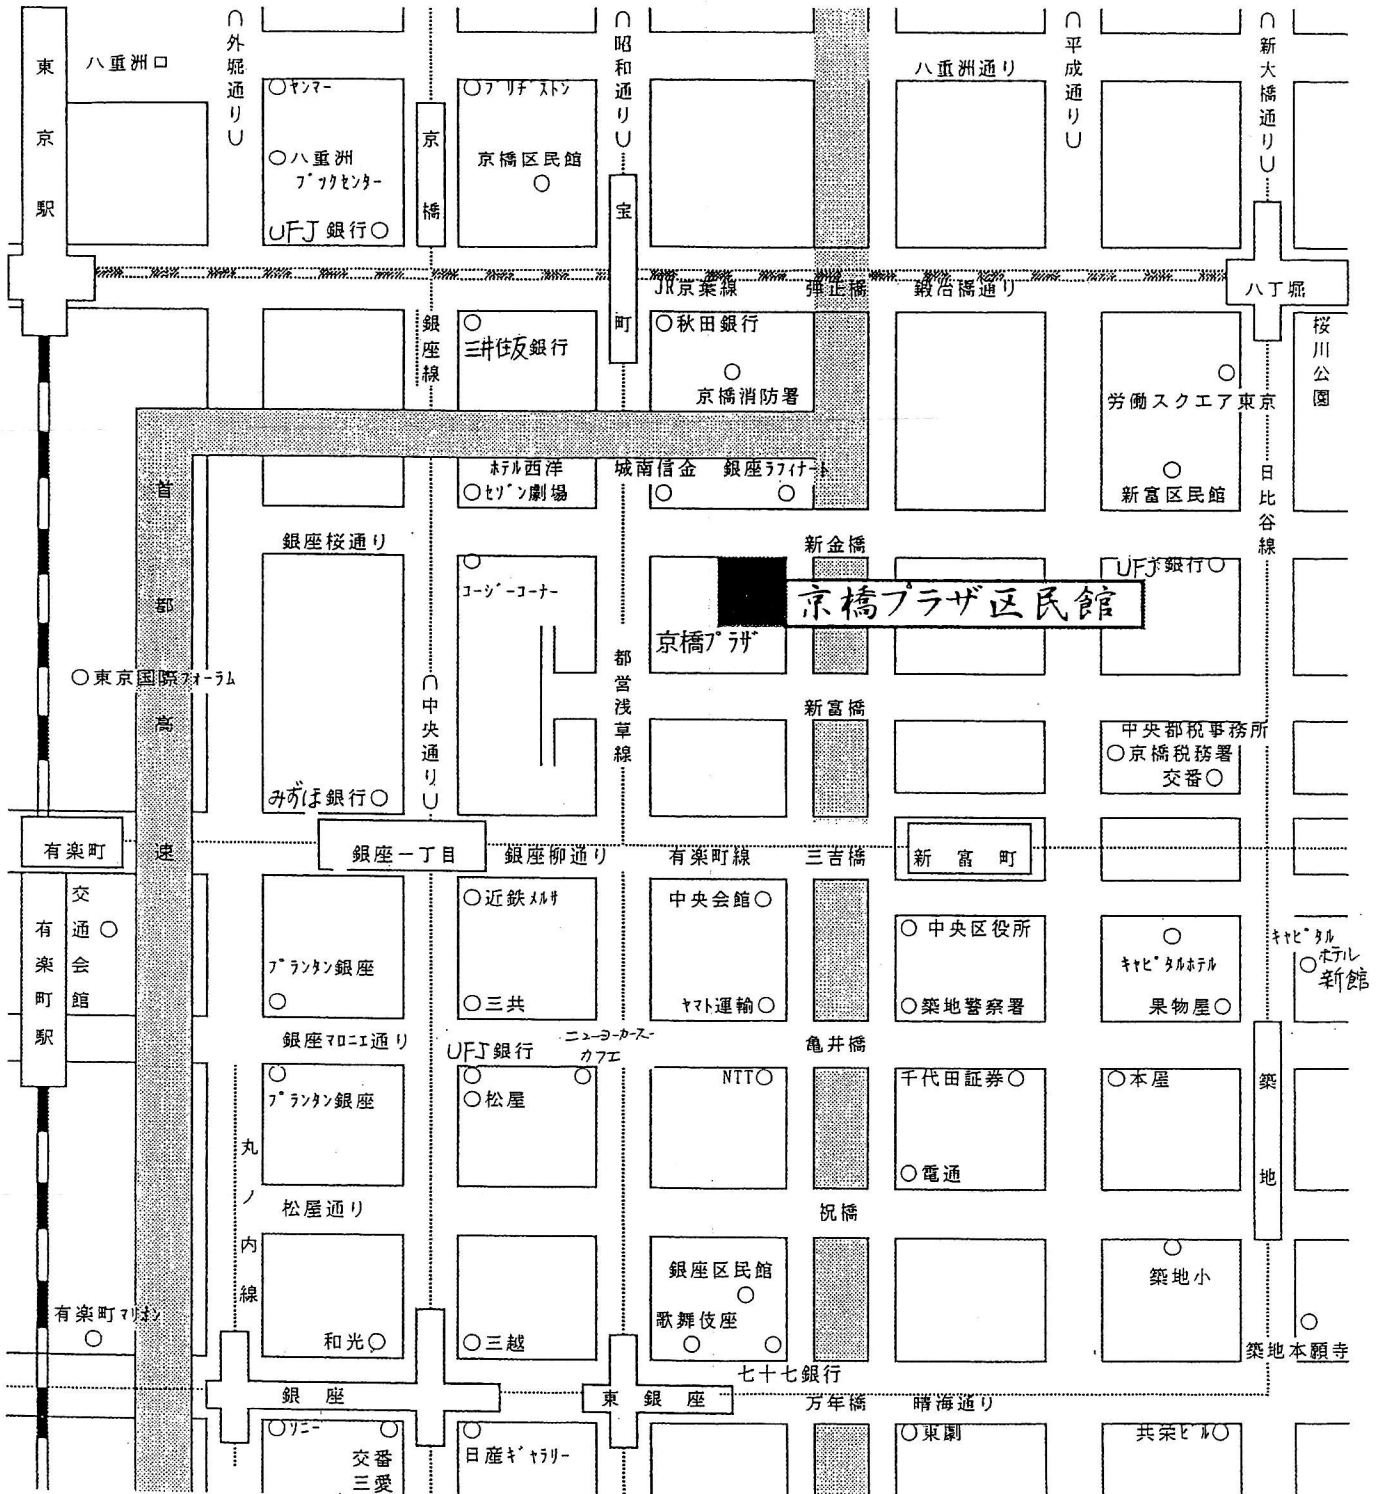 東京駅
八重洲口
⊂外堀通り⊃
⊂昭和通り⊃
八重洲通り
⊂平成通り⊃
⊂新大橋通り⊃
ヤンマー
八重洲
ブックセンター
UFJ銀行
京橋
ブリヂストン
京橋区民館
宝町
JR京葉線
弾正橋
鍛冶橋通り
八丁堀
銀座線
三井住友銀行
秋田銀行
京橋消防署
桜川公園
労働スクエア東京
新富区民館
日比谷線
首都高速
ホテル西洋
セゾン劇場
城南信金
銀座ラフィナート
銀座桜通り
コージーコーナー
新金橋
UFJ銀行
京橋プラザ区民館
京橋プラザ
東京国際フォーラム
⊂中央通り⊃
都営浅草線
新富橋
中央都税事務所
京橋税務署
交番
みずほ銀行
有楽町
銀座一丁目
銀座柳通り
有楽町線
三吉橋
新富町
交通会館
有楽町駅
近鉄メルサ
中央会館
中央区役所
キャピタルホテル
キャピタル
ホテル
新館
プランタン銀座
三共
ヤマト運輸
築地警察署
果物屋
銀座マロニエ通り
UFJ銀行
ニューヨーカーズ
カフェ
亀井橋
プランタン銀座
松屋
NTT
千代田証券
本屋
築地
丸ノ内線
電通
松屋通り
祝橋
銀座区民館
築地小
有楽町マリオン
和光
三越
歌舞伎座
築地本願寺
七十七銀行
銀座
東銀座
万年橋
晴海通り
ソニー
交番
三愛
日産ギャラリー
東劇
共栄ビル